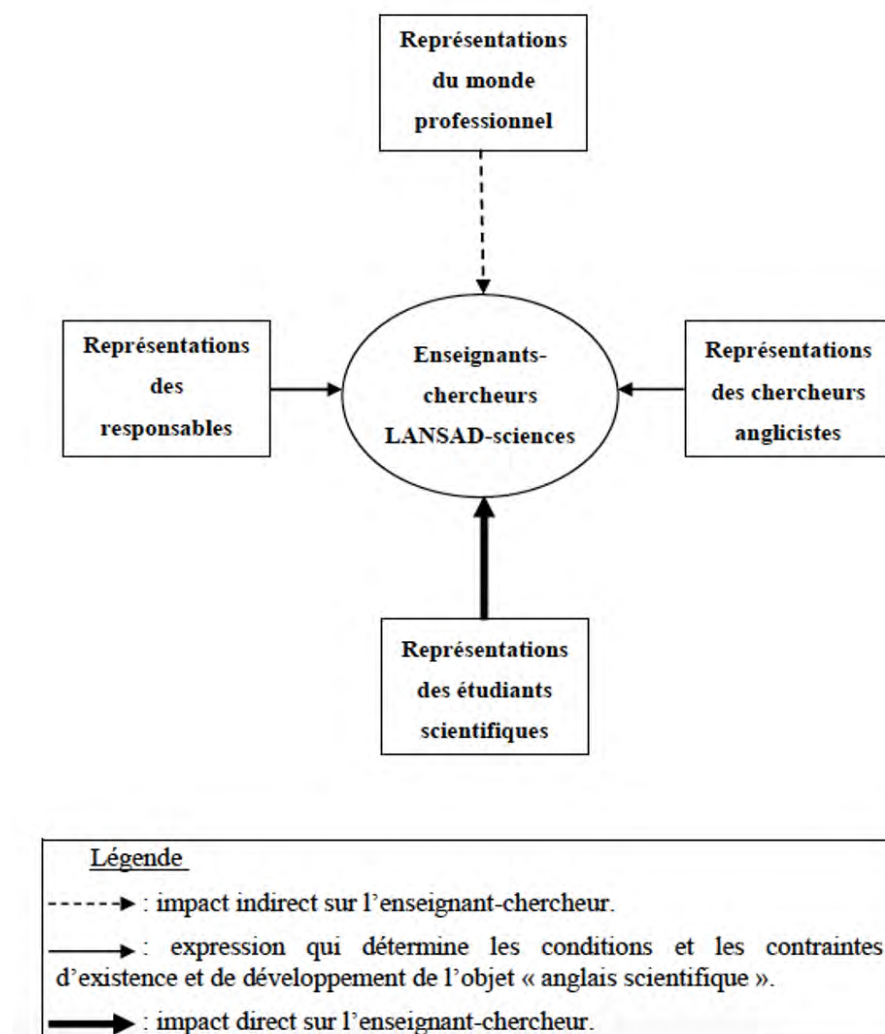 Représentations
du monde
professionnel
Représentations
des
responsables
Enseignants-
chercheurs
LANSAD-sciences
Représentations
des chercheurs
anglicistes
Représentations
des étudiants
scientifiques
Légende
: impact indirect sur l’enseignant-chercheur.
: expression qui détermine les conditions et les contraintes
d’existence et de développement de l’objet « anglais scientifique ».
: impact direct sur l’enseignant-chercheur.